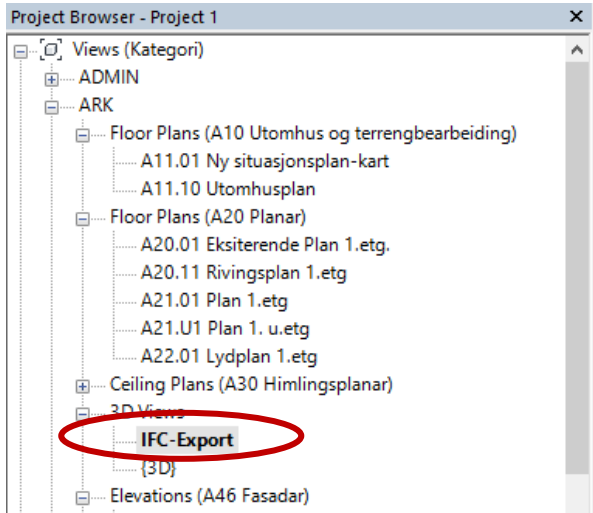 Project Browser - Project 1
Views (Kategori)
ADMIN
ARK
Floor Plans (A10 Utomhus og terrengbearbeiding)
A11.01 Ny situasjonsplan-kart
A11.10 Utomhusplan
Floor Plans (A20 Planar)
A20.01 Eksiterende Plan 1.etg.
A20.11 Rivingsplan 1.etg
A21.01 Plan 1.etg
A21.U1 Plan 1. u.etg
A22.01 Lydplan 1.etg
Ceiling Plans (A30 Himlingsplanar)
3D Views
IFC-Export
{3D}
Elevations (A46 Fasadar)